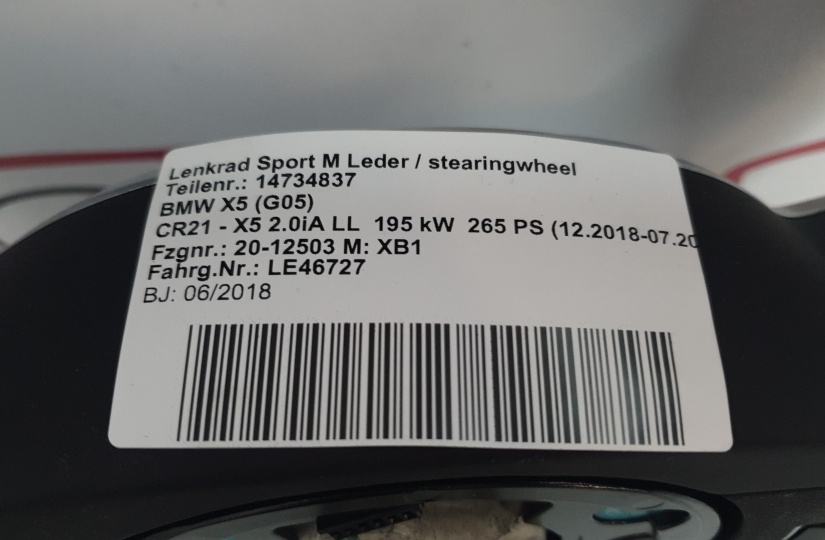 Lenkrad Sport M Leder / stearingwheel
Teilenr.: 14734837
BMW X5 (G05)
CR21 - X5 2.0iA LL 195 kW 265 PS (12.2018-07.20
Fzgnr.: 20-12503 M: XB1
Fahrg.Nr.: LE46727
BJ: 06/2018